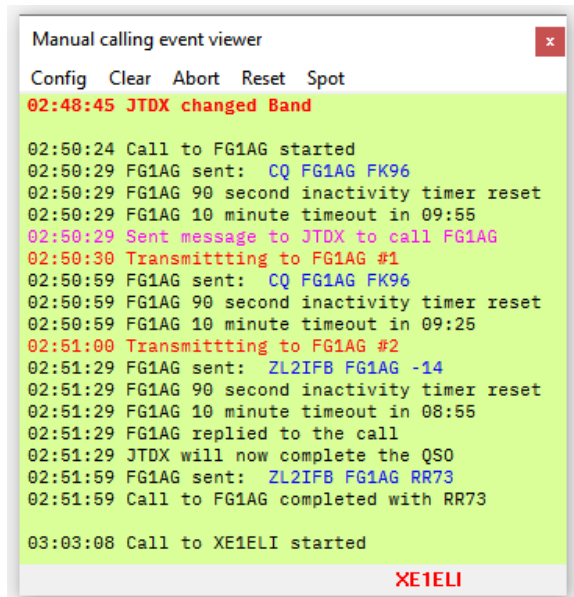 Manual calling event viewer
x
Config Clear Abort Reset Spot
02:48:45 JTDX changed Band
02:50:24 Call to FG1AG started
02:50:29 FG1AG sent: CQ FG1AG FK96
02:50:29 FG1AG 90 second inactivity timer reset
02:50:29 FG1AG 10 minute timeout in 09:55
02:50:29 Sent message to JTDX to call FG1AG
02:50:30 Transmittting to FG1AG #1
02:50:59 FG1AG sent: CQ FG1AG FK96
02:50:59 FG1AG 90 second inactivity timer reset
02:50:59 FG1AG 10 minute timeout in 09:25
02:51:00 Transmittting to FG1AG #2
02:51:29 FG1AG sent: ZL2IFB FG1AG -14
02:51:29 FG1AG 90 second inactivity timer reset
02:51:29 FG1AG 10 minute timeout in 08:55
02:51:29 FG1AG replied to the call
02:51:29 JTDX will now complete the QSO
02:51:59 FG1AG sent: ZL2IFB FG1AG RR73
02:51:59 Call to FG1AG completed with RR73
03:03:08 Call to XE1ELI started
XE1ELI